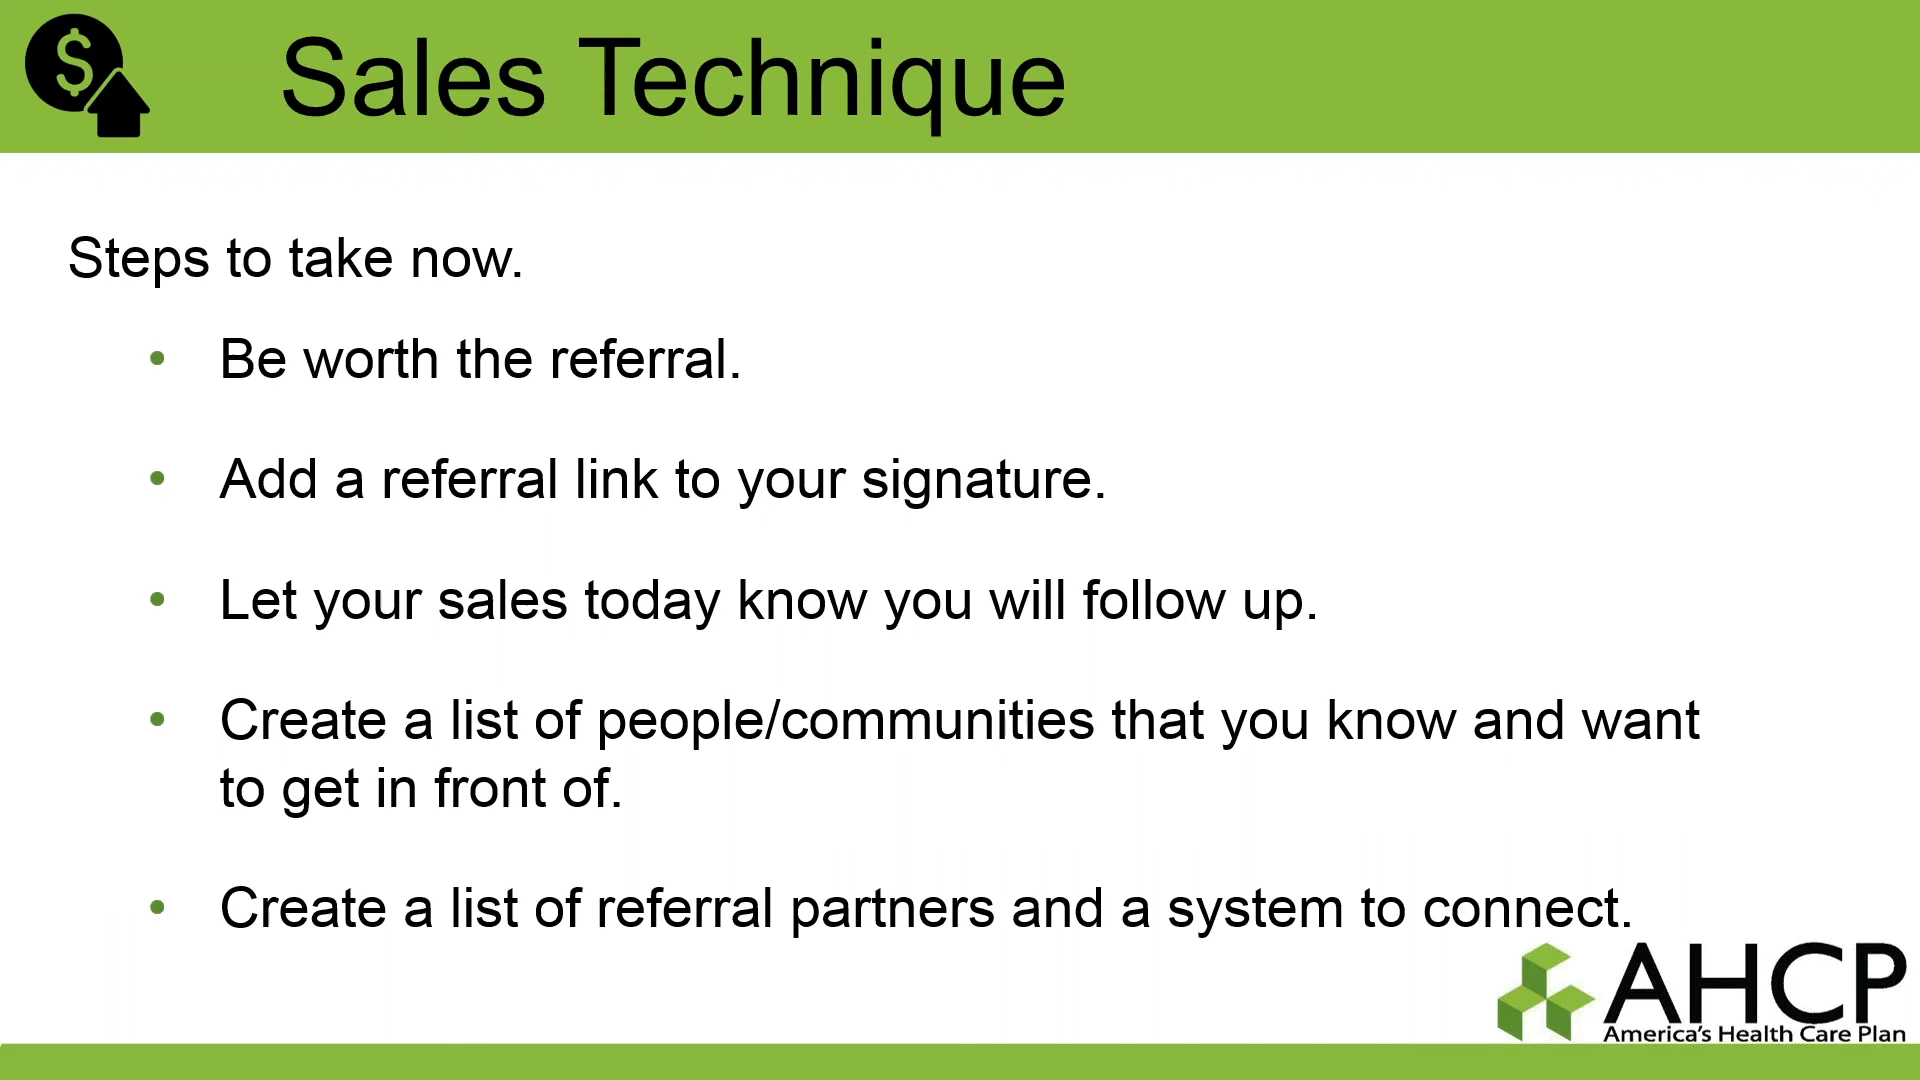 $
Sales Technique
Steps to take now.
• Be worth the referral.
• Add a referral link to your signature.
• Let your sales today know you will follow up.
• Create a list of people/communities that you know and want
to get in front of.
• Create a list of referral partners and a system to connect.
AHCP
America's Health Care Plan